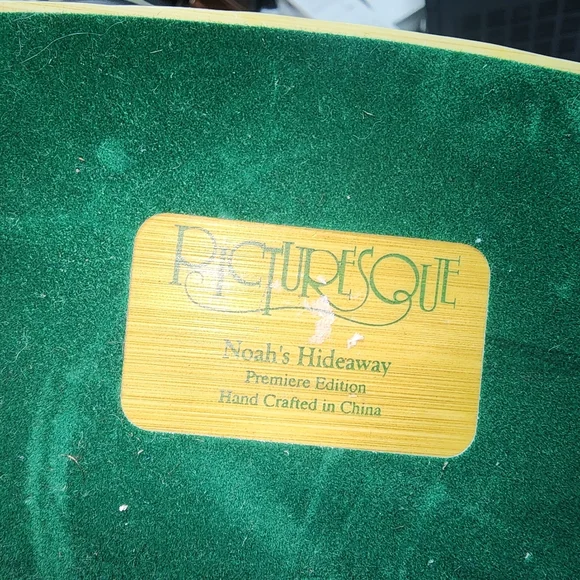 PICTURESQUE
Noah's Hideaway
Premiere Edition
Hand Crafted in China